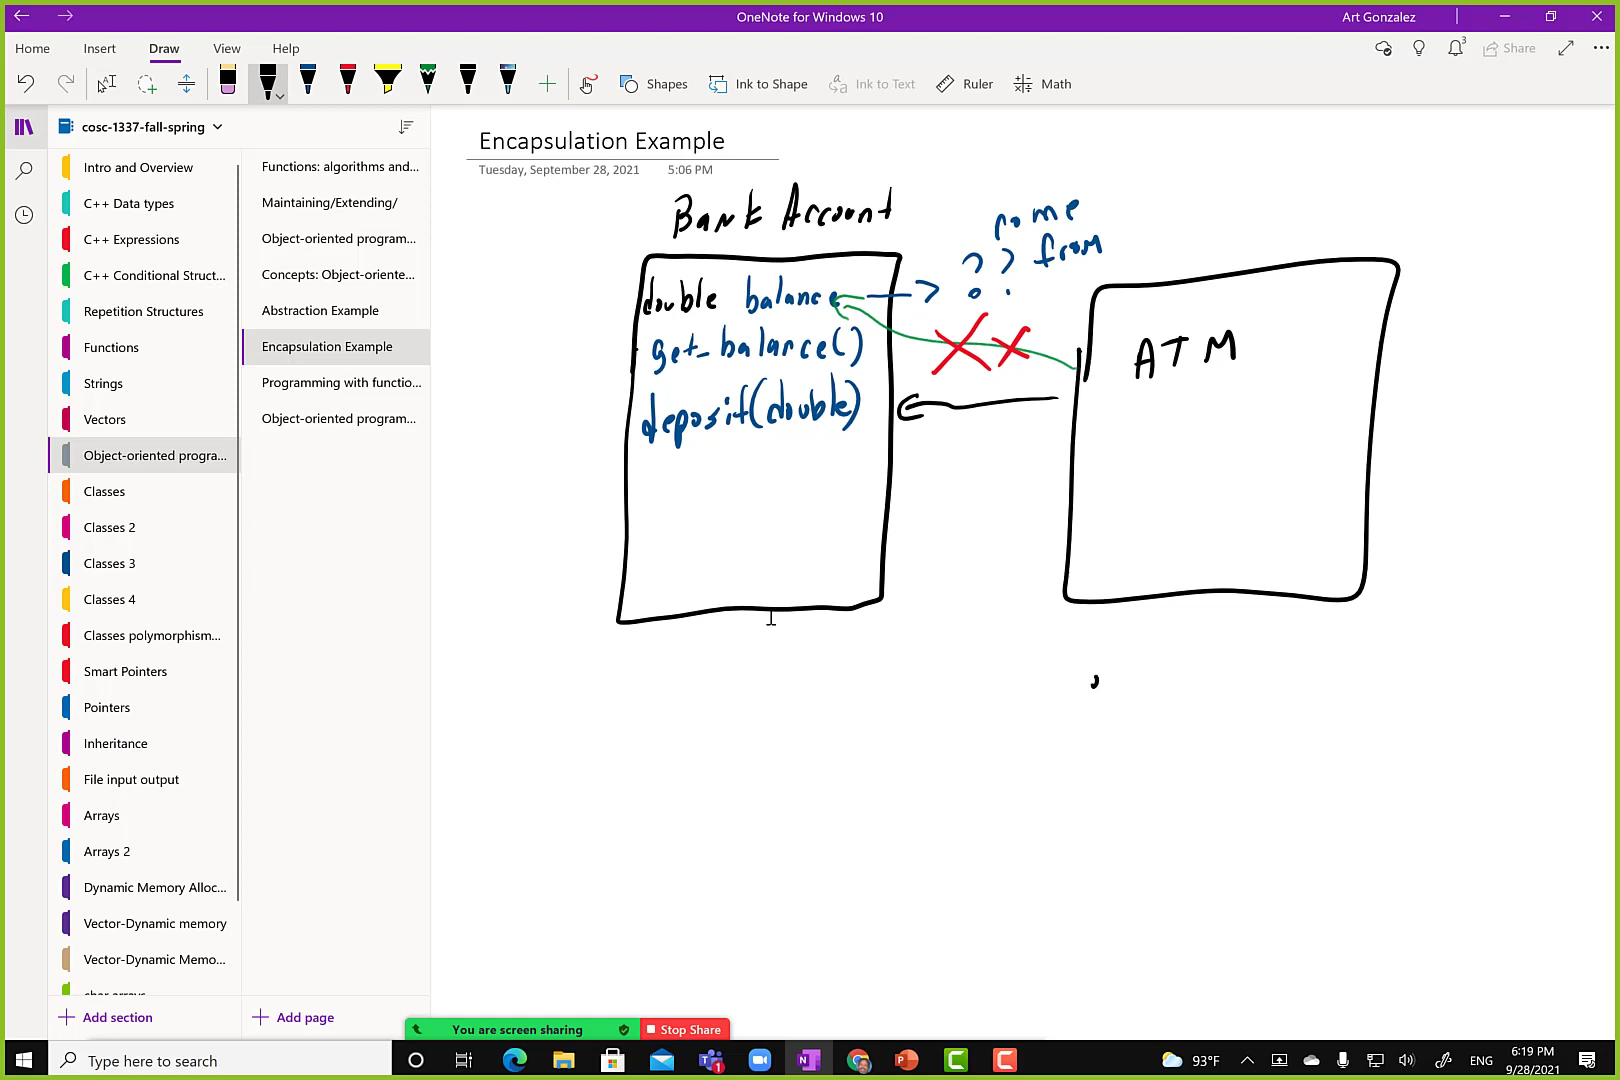 OneNote for Windows 10
Art Gonzalez
Home Insert Draw View Help
3
Share
Shapes Ink to Shape Ink to Text Ruler Math
cosc-1337-fall-spring
Intro and Overview
C++ Data types
C++ Expressions
C++ Conditional Struct...
Repetition Structures
Functions
Strings
Vectors
Object-oriented progra...
Classes
Classes 2
Classes 3
Classes 4
Classes polymorphism...
Smart Pointers
Pointers
Inheritance
File input output
Arrays
Arrays 2
Dynamic Memory Alloc...
Vector-Dynamic memory
Vector-Dynamic Memo...
Add section
Functions: algorithms and...
Maintaining/Extending/
Object-oriented program...
Concepts: Object-oriente...
Abstraction Example
Encapsulation Example
Programming with functio...
Object-oriented program...
Add page
Encapsulation Example
Tuesday, September 28, 2021 5:06 PM
Bank Account
double balance
get_balance()
deposit(double)
? ?
from
ATM
You are screen sharing
Stop Share
Type here to search
1
93°F
ENG
6:19 PM
9/28/2021